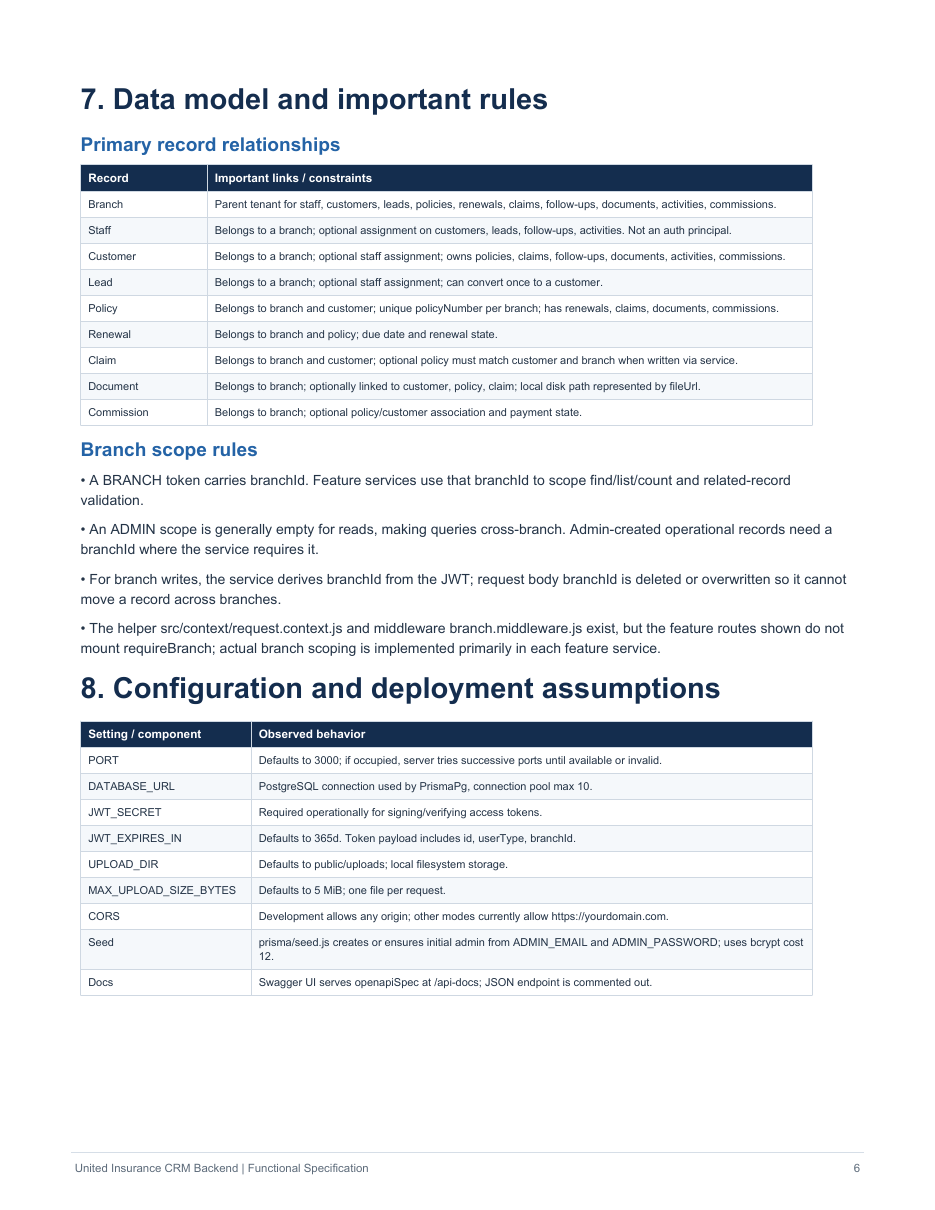 7. Data model and important rules
Primary record relationships
Record Important links / constraints
Branch Parent tenant for staff, customers, leads, policies, renewals, claims, follow-ups, documents, activities, commissions.
Staff Belongs to a branch; optional assignment on customers, leads, follow-ups, activities. Not an auth principal.
Customer Belongs to a branch; optional staff assignment; owns policies, claims, follow-ups, documents, activities, commissions.
Lead Belongs to a branch; optional staff assignment; can convert once to a customer.
Policy Belongs to branch and customer; unique policyNumber per branch; has renewals, claims, documents, commissions.
Renewal Belongs to branch and policy; due date and renewal state.
Claim Belongs to branch and customer; optional policy must match customer and branch when written via service.
Document Belongs to branch; optionally linked to customer, policy, claim; local disk path represented by fileUrl.
Commission Belongs to branch; optional policy/customer association and payment state.
Branch scope rules
• A BRANCH token carries branchId. Feature services use that branchId to scope find/list/count and related-record
validation.
• An ADMIN scope is generally empty for reads, making queries cross-branch. Admin-created operational records need a
branchId where the service requires it.
• For branch writes, the service derives branchId from the JWT; request body branchId is deleted or overwritten so it cannot
move a record across branches.
• The helper src/context/request.context.js and middleware branch.middleware.js exist, but the feature routes shown do not
mount requireBranch; actual branch scoping is implemented primarily in each feature service.
8. Configuration and deployment assumptions
Setting / component Observed behavior
PORT Defaults to 3000; if occupied, server tries successive ports until available or invalid.
DATABASE_URL PostgreSQL connection used by PrismaPg, connection pool max 10.
JWT_SECRET Required operationally for signing/verifying access tokens.
JWT_EXPIRES_IN Defaults to 365d. Token payload includes id, userType, branchId.
UPLOAD_DIR Defaults to public/uploads; local filesystem storage.
MAX_UPLOAD_SIZE_BYTES Defaults to 5 MiB; one file per request.
CORS Development allows any origin; other modes currently allow https://yourdomain.com.
Seed prisma/seed.js creates or ensures initial admin from ADMIN_EMAIL and ADMIN_PASSWORD; uses bcrypt cost
12.
Docs Swagger UI serves openapiSpec at /api-docs; JSON endpoint is commented out.
United Insurance CRM Backend | Functional Specification 6